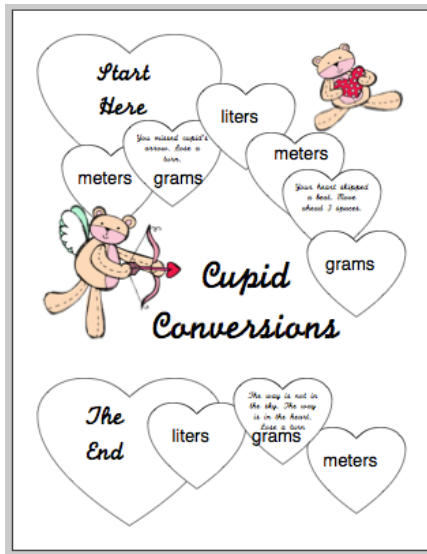 Start
Here
liters
You missed cupid's
arrow. Lose a
turn.
meters
grams
meters
Your heart skipped
a beat. Move
ahead 3 spaces.
grams
Cupid
Conversions
The
End
liters
The way is not in
the sky. The way
is in the heart.
Lose a turn
grams
meters